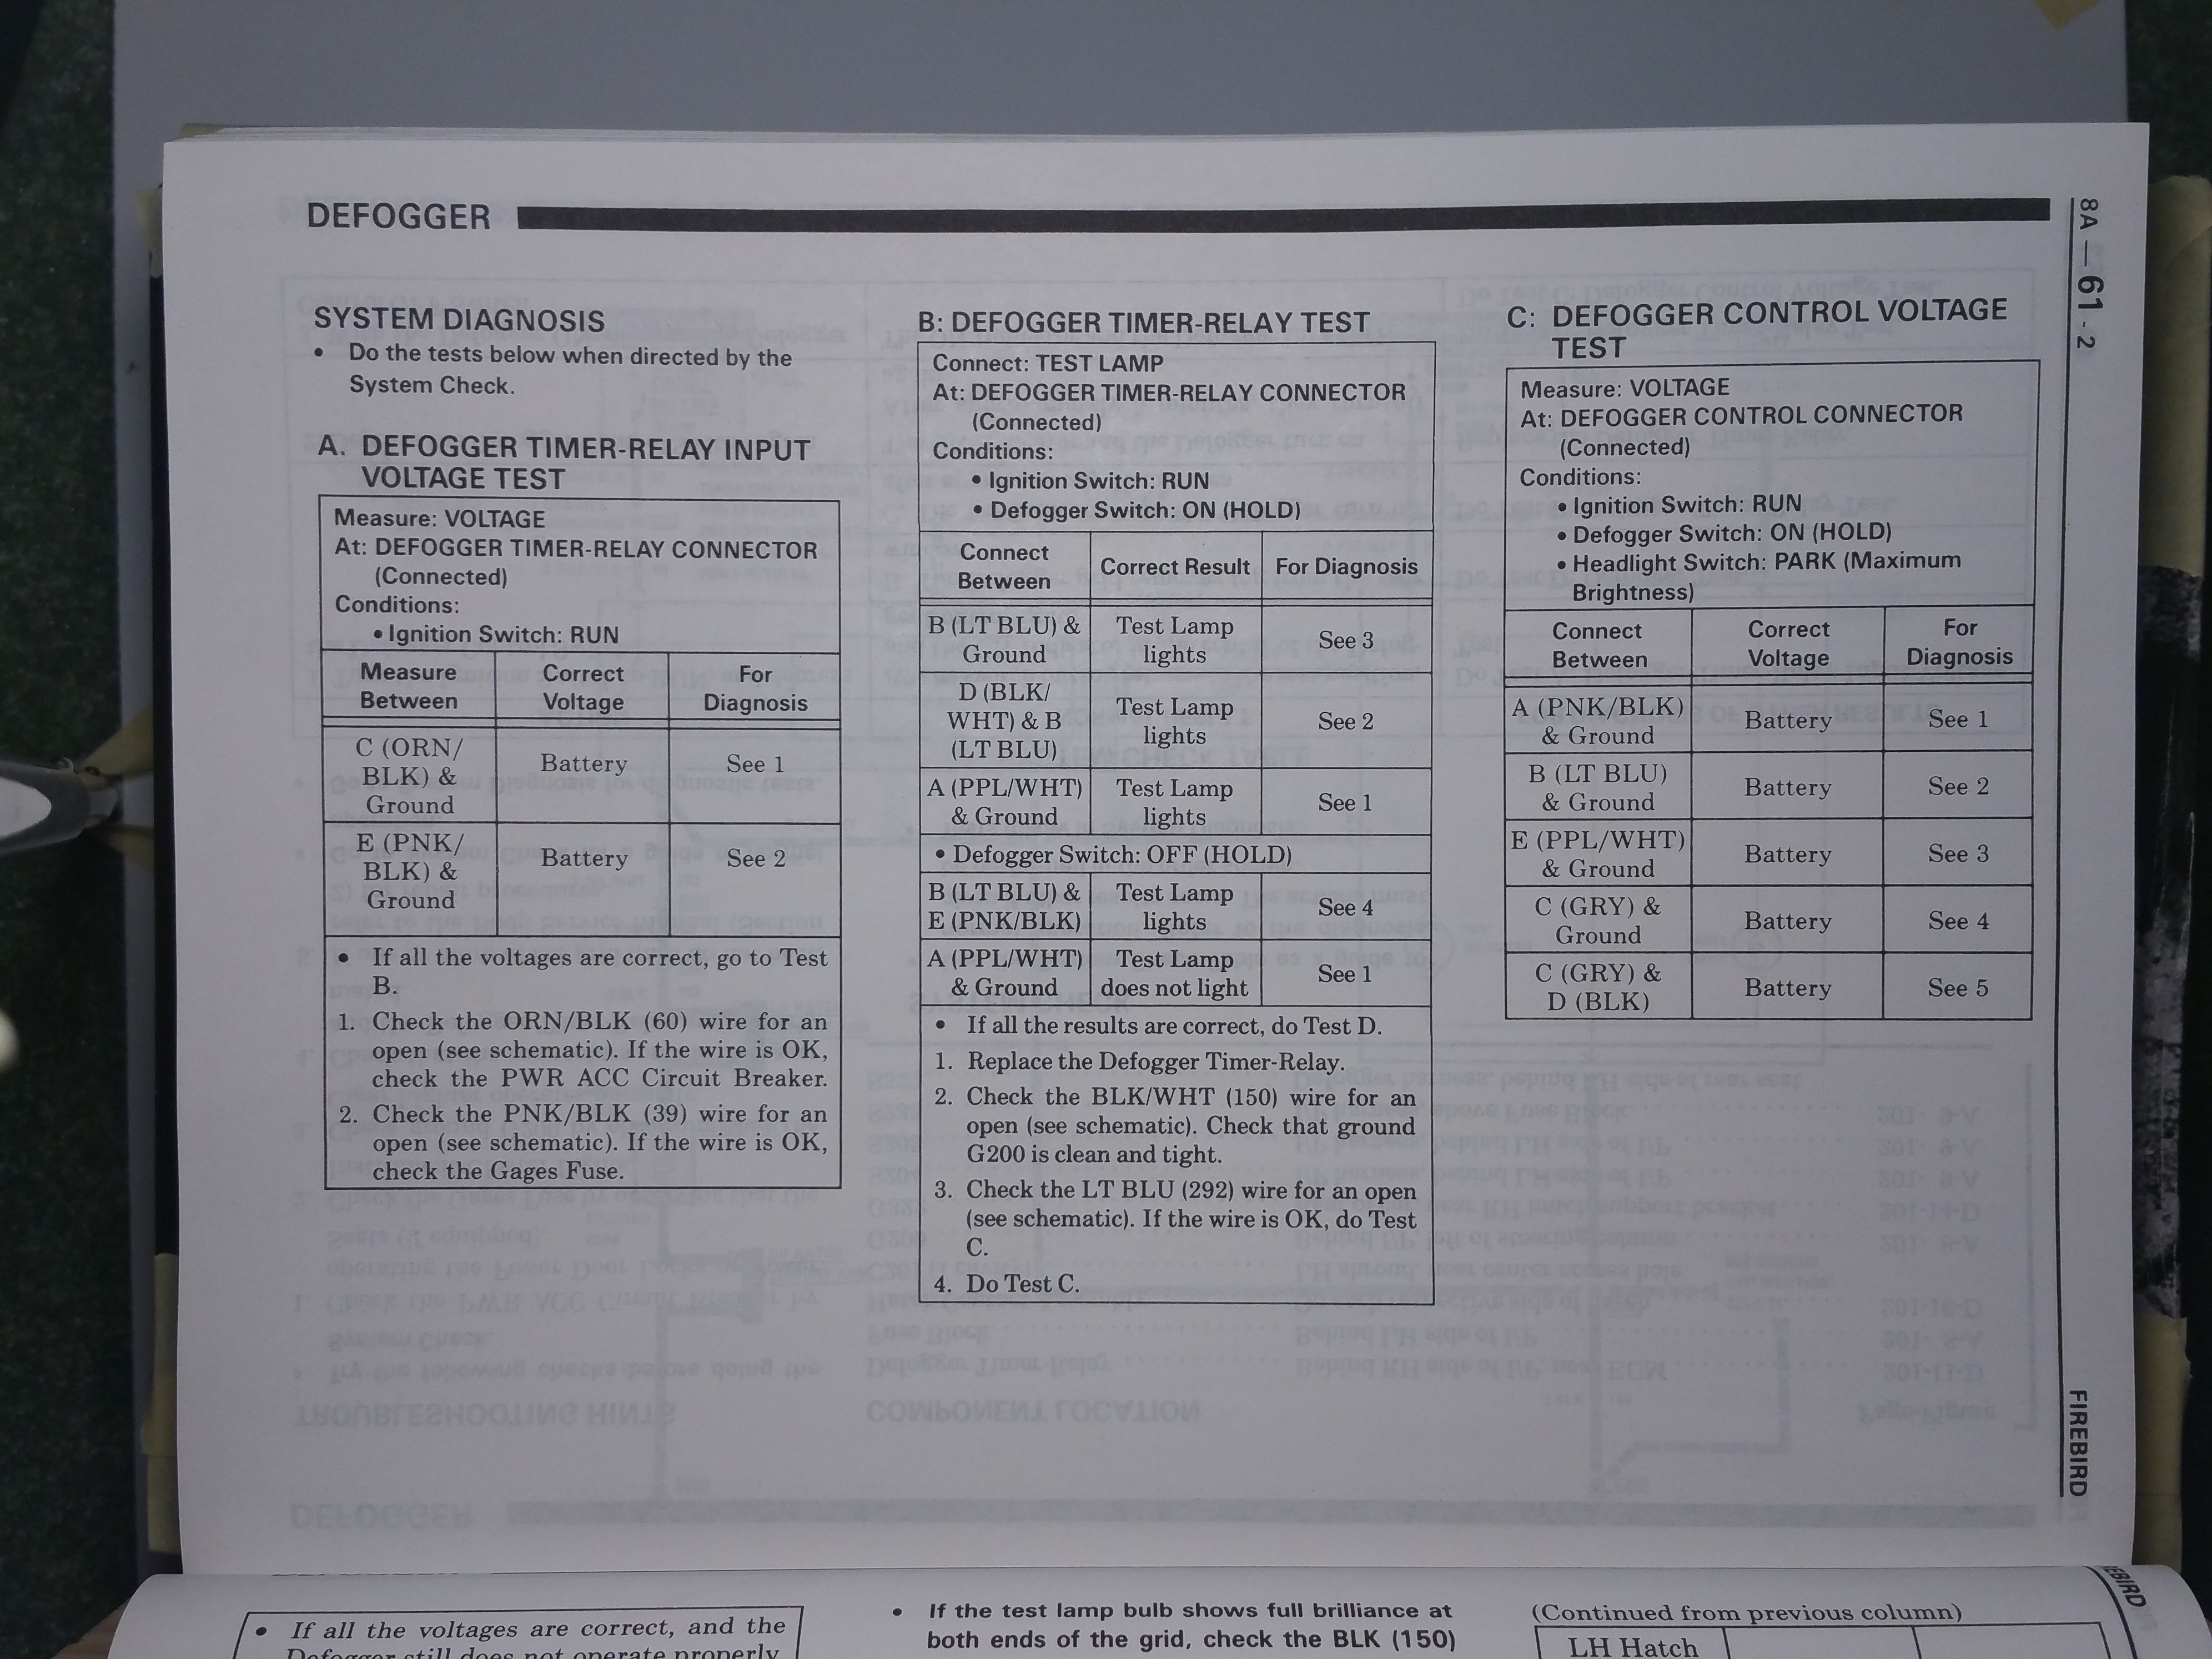 DEFOGGER
8A — 61 - 2
SYSTEM DIAGNOSIS
• Do the tests below when directed by the
System Check.
A. DEFOGGER TIMER-RELAY INPUT
VOLTAGE TEST
Measure: VOLTAGE
At: DEFOGGER TIMER-RELAY CONNECTOR
(Connected)
Conditions:
• Ignition Switch: RUN
Measure
Between
Correct
Voltage
For
Diagnosis
C (ORN/
BLK) &
Ground
Battery
See 1
E (PNK/
BLK) &
Ground
Battery
See 2
• If all the voltages are correct, go to Test
B.
1. Check the ORN/BLK (60) wire for an
open (see schematic). If the wire is OK,
check the PWR ACC Circuit Breaker.
2. Check the PNK/BLK (39) wire for an
open (see schematic). If the wire is OK,
check the Gages Fuse.
B: DEFOGGER TIMER-RELAY TEST
Connect: TEST LAMP
At: DEFOGGER TIMER-RELAY CONNECTOR
(Connected)
Conditions:
• Ignition Switch: RUN
• Defogger Switch: ON (HOLD)
Connect
Between
Correct Result
For Diagnosis
B (LT BLU) &
Ground
Test Lamp
lights
See 3
D (BLK/
WHT) & B
(LT BLU)
Test Lamp
lights
See 2
A (PPL/WHT)
& Ground
Test Lamp
lights
See 1
• Defogger Switch: OFF (HOLD)
B (LT BLU) &
E (PNK/BLK)
Test Lamp
lights
See 4
A (PPL/WHT)
& Ground
Test Lamp
does not light
See 1
• If all the results are correct, do Test D.
1. Replace the Defogger Timer-Relay.
2. Check the BLK/WHT (150) wire for an
open (see schematic). Check that ground
G200 is clean and tight.
3. Check the LT BLU (292) wire for an open
(see schematic). If the wire is OK, do Test
C.
4. Do Test C.
C: DEFOGGER CONTROL VOLTAGE
TEST
Measure: VOLTAGE
At: DEFOGGER CONTROL CONNECTOR
(Connected)
Conditions:
• Ignition Switch: RUN
• Defogger Switch: ON (HOLD)
• Headlight Switch: PARK (Maximum
Brightness)
Connect
Between
Correct
Voltage
For
Diagnosis
A (PNK/BLK)
& Ground
Battery
See 1
B (LT BLU)
& Ground
Battery
See 2
E (PPL/WHT)
& Ground
Battery
See 3
C (GRY) &
Ground
Battery
See 4
C (GRY) &
D (BLK)
Battery
See 5
FIREBIRD
• If all the voltages are correct, and the
Defogger still does not operate properly,
• If the test lamp bulb shows full brilliance at
both ends of the grid, check the BLK (150)
(Continued from previous column)
LH Hatch